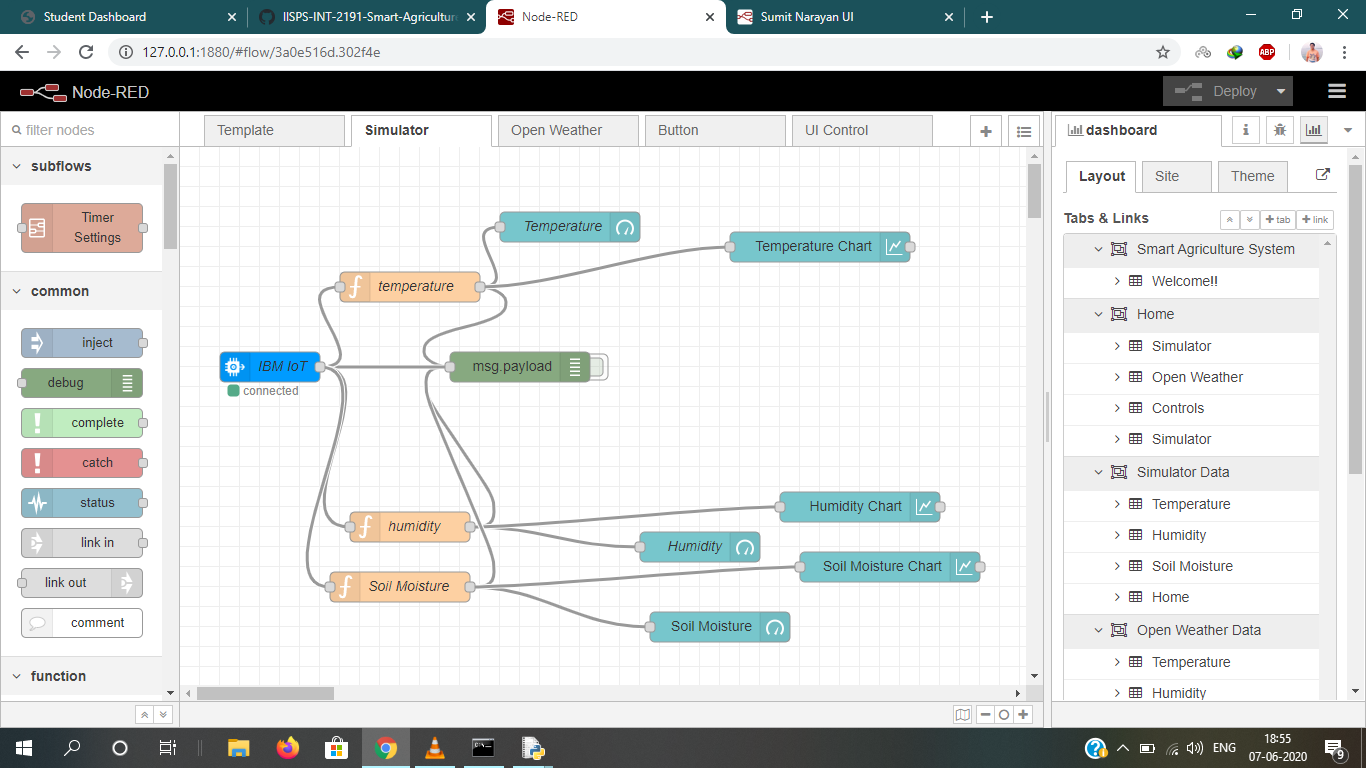 Student Dashboard
IISPS-INT-2191-Smart-Agricultur
Node-RED
Sumit Narayan UI
127.0.0.1:1880/#flow/3a0e516d.302f4e
ABP
Node-RED
Deploy
filter nodes
Template
Simulator
Open Weather
Button
UI Control
dashboard
subflows
Timer
Settings
common
inject
debug
complete
catch
status
link in
link out
comment
function
Temperature
Temperature Chart
temperature
IBM IoT
connected
msg.payload
Humidity Chart
humidity
Humidity
Soil Moisture Chart
Soil Moisture
Soil Moisture
Layout
Site
Theme
Tabs & Links
tab
link
Smart Agriculture System
Welcome!!
Home
Simulator
Open Weather
Controls
Simulator
Simulator Data
Temperature
Humidity
Soil Moisture
Home
Open Weather Data
Temperature
Humidity
ENG
18:55
07-06-2020
9